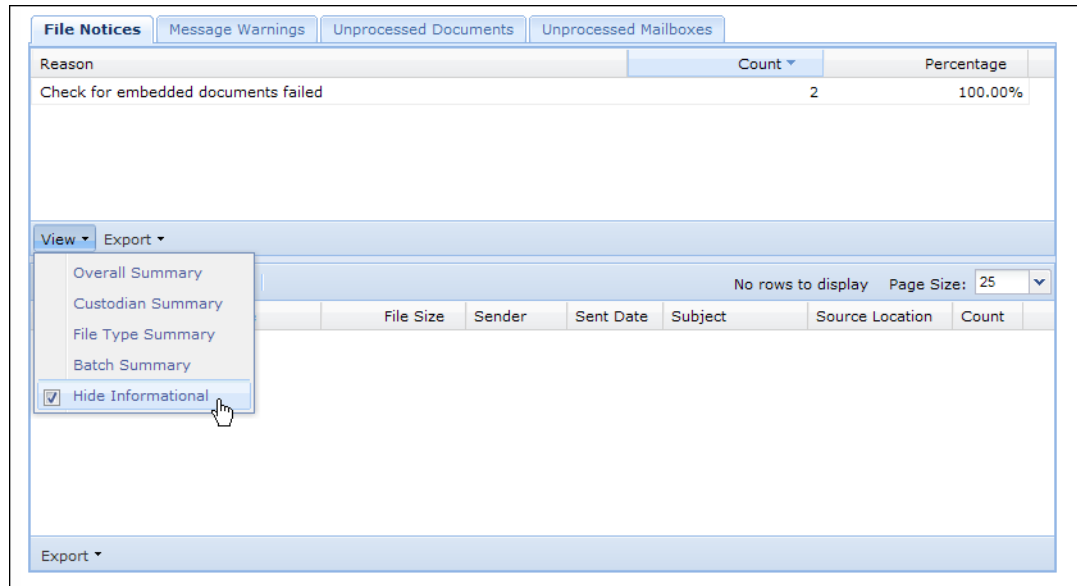 File Notices Message Warnings Unprocessed Documents Unprocessed Mailboxes
Reason Count Percentage
Check for embedded documents failed 2 100.00%
View Export
Overall Summary
No rows to display Page Size: 25
Custodian Summary
File Size Sender Sent Date Subject Source Location Count
File Type Summary
Batch Summary
Hide Informational
Export